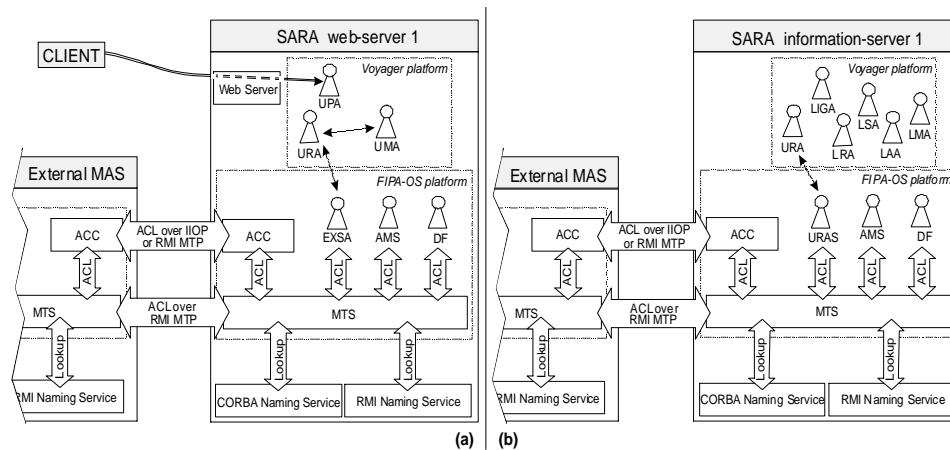 SARA web-server 1
CLIENT
Voyager platform
Web Server
UPA
URA
UMA
External MAS
FIPA-OS platform
ACC
ACL over IIOP
or RMI MTP
ACC
EXSA
AMS
DF
ACL
ACL
ACL
ACL
ACL
MTS
ACL over
RMI MTP
MTS
Lookup
Lookup
Lookup
RMI Naming Service
CORBA Naming Service
RMI Naming Service
(a)
(b)
SARA information-server 1
Voyager platform
LIGA
LSA
LMA
URA
LRA
LAA
External MAS
FIPA-OS platform
ACC
ACL over IIOP
or RMI MTP
ACC
URAS
AMS
DF
ACL
ACL
ACL
ACL
ACL
MTS
ACL over
RMI MTP
MTS
Lookup
Lookup
Lookup
RMI Naming Service
CORBA Naming Service
RMI Naming Service